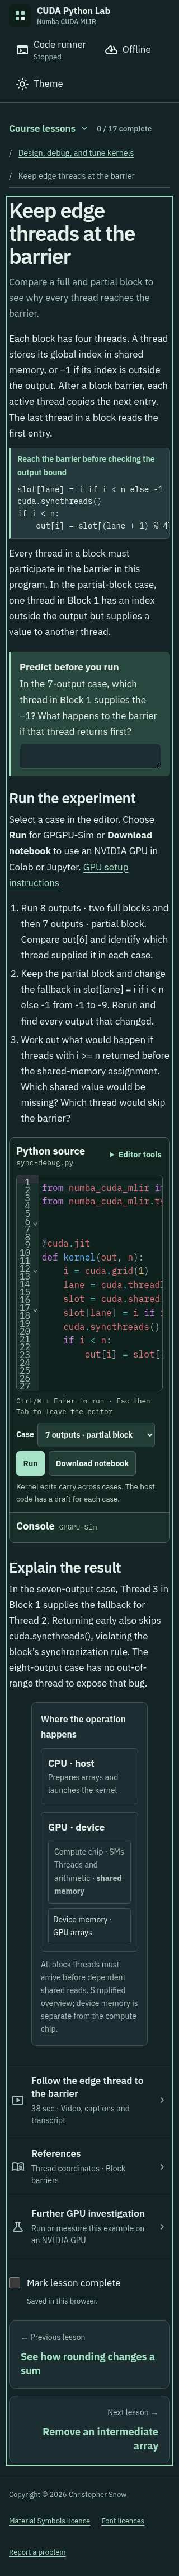 CUDA Python Lab
Numba CUDA MLIR
Code runner
Stopped
Offline
Theme
Course lessons
0 / 17 complete
/ Design, debug, and tune kernels
/ Keep edge threads at the barrier
Keep edge
threads at the
barrier
Compare a full and partial block to
see why every thread reaches the
barrier.
Each block has four threads. A thread
stores its global index in shared
memory, or −1 if its index is outside
the output. After a block barrier, each
active thread copies the next entry.
The last thread in a block reads the
first entry.
Reach the barrier before checking the
output bound
slot[lane] = i if i < n else -1
cuda.syncthreads()
if i < n:
    out[i] = slot[(lane + 1) % 4]
Every thread in a block must
participate in the barrier in this
program. In the partial-block case,
one thread in Block 1 has an index
outside the output but supplies a
value to another thread.
Predict before you run
In the 7-output case, which
thread in Block 1 supplies the
−1? What happens to the barrier
if that thread returns first?
Run the experiment
Select a case in the editor. Choose
Run for GPGPU-Sim or Download
notebook to use an NVIDIA GPU in
Colab or Jupyter. GPU setup
instructions
1. Run 8 outputs · two full blocks and
then 7 outputs · partial block.
Compare out[6] and identify which
thread supplied it in each case.
2. Keep the partial block and change
the fallback in slot[lane] = i if i < n
else -1 from -1 to -9. Rerun and
find every output that changed.
3. Work out what would happen if
threads with i >= n returned before
the shared-memory assignment.
Which shared value would be
missing? Which thread would skip
the barrier?
Python source
sync-debug.py
Editor tools
1
2
3
4
5
6
7
8
9
10
11
12
13
14
15
16
17
18
19
20
21
22
23
24
25
26
27
from numba_cuda_mlir
from numba_cuda_mlir.
@cuda.jit
def kernel(out, n):
    i = cuda.grid(1)
    lane = cuda.thread
    slot = cuda.shared
    slot[lane] = i if
    cuda.syncthreads()
    if i < n:
        out[i] = slot[
Ctrl/⌘ + Enter to run · Esc then
Tab to leave the editor
Case
7 outputs · partial block
Run
Download notebook
Kernel edits carry across cases. The host
code has a draft for each case.
Console GPGPU-Sim
Explain the result
In the seven-output case, Thread 3 in
Block 1 supplies the fallback for
Thread 2. Returning early also skips
cuda.syncthreads(), violating the
block's synchronization rule. The
eight-output case has no out-of-
range thread to expose that bug.
Where the operation
happens
CPU · host
Prepares arrays and
launches the kernel
GPU · device
Compute chip · SMs
Threads and
arithmetic · shared
memory
Device memory ·
GPU arrays
All block threads must
arrive before dependent
shared reads. Simplified
overview; device memory is
separate from the compute
chip.
Follow the edge thread to
the barrier
38 sec · Video, captions and
transcript
References
Thread coordinates · Block
barriers
Further GPU investigation
Run or measure this example on
an NVIDIA GPU
Mark lesson complete
Saved in this browser.
← Previous lesson
See how rounding changes a
sum
Next lesson →
Remove an intermediate
array
Copyright © 2026 Christopher Snow
Material Symbols licence
Font licences
Report a problem